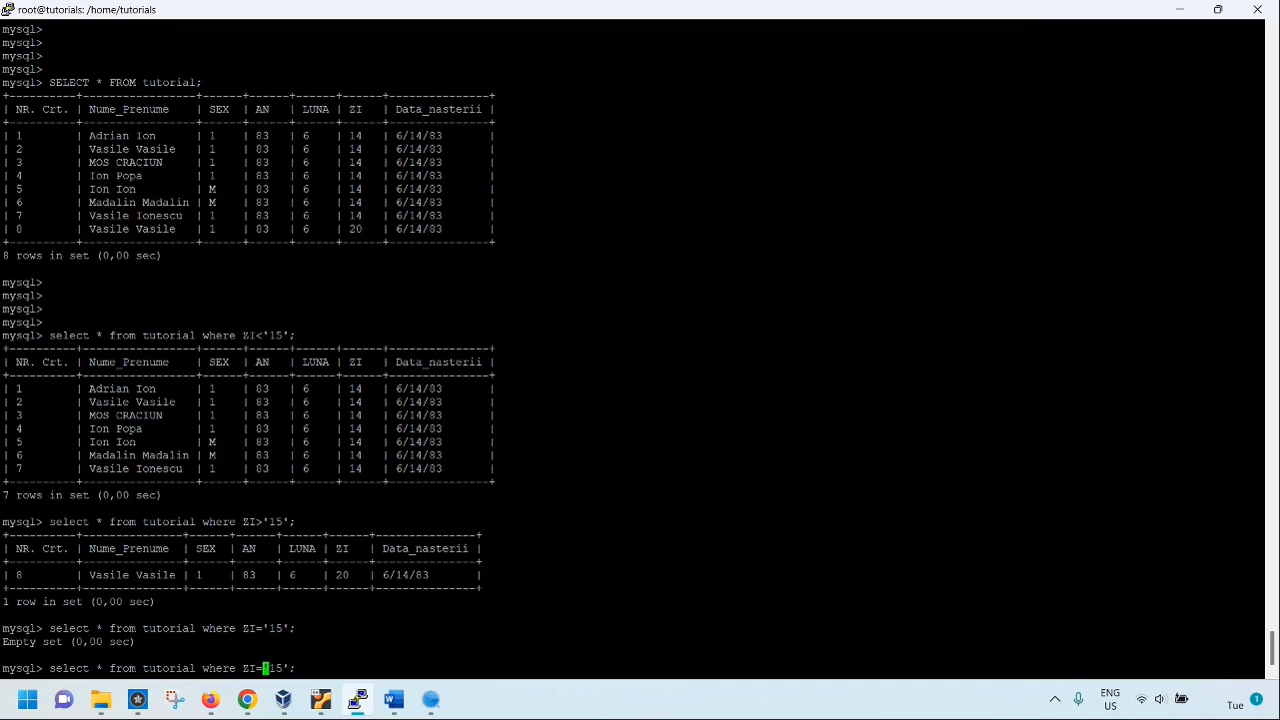 root@tutorials: /home/tutorials
mysql>
mysql>
mysql>
mysql>
mysql> SELECT * FROM tutorial;
+-----------+----------------+------+------+------+------+--------------+
| NR. Crt. | Nume_Prenume | SEX | AN | LUNA | ZI | Data_nasterii |
+-----------+----------------+------+------+------+------+--------------+
| 1 | Adrian Ion | 1 | 83 | 6 | 14 | 6/14/83 |
| 2 | Vasile Vasile | 1 | 83 | 6 | 14 | 6/14/83 |
| 3 | MOS CRACIUN | 1 | 83 | 6 | 14 | 6/14/83 |
| 4 | Ion Popa | 1 | 83 | 6 | 14 | 6/14/83 |
| 5 | Ion Ion | M | 83 | 6 | 14 | 6/14/83 |
| 6 | Madalin Madalin | M | 83 | 6 | 14 | 6/14/83 |
| 7 | Vasile Ionescu | 1 | 83 | 6 | 14 | 6/14/83 |
| 8 | Vasile Vasile | 1 | 83 | 6 | 20 | 6/14/83 |
+-----------+----------------+------+------+------+------+--------------+
8 rows in set (0,00 sec)
mysql>
mysql>
mysql>
mysql>
mysql> select * from tutorial where ZI<'15';
+-----------+----------------+------+------+------+------+--------------+
| NR. Crt. | Nume_Prenume | SEX | AN | LUNA | ZI | Data_nasterii |
+-----------+----------------+------+------+------+------+--------------+
| 1 | Adrian Ion | 1 | 83 | 6 | 14 | 6/14/83 |
| 2 | Vasile Vasile | 1 | 83 | 6 | 14 | 6/14/83 |
| 3 | MOS CRACIUN | 1 | 83 | 6 | 14 | 6/14/83 |
| 4 | Ion Popa | 1 | 83 | 6 | 14 | 6/14/83 |
| 5 | Ion Ion | M | 83 | 6 | 14 | 6/14/83 |
| 6 | Madalin Madalin | M | 83 | 6 | 14 | 6/14/83 |
| 7 | Vasile Ionescu | 1 | 83 | 6 | 14 | 6/14/83 |
+-----------+----------------+------+------+------+------+--------------+
7 rows in set (0,00 sec)
mysql> select * from tutorial where ZI>'15';
+-----------+--------------+------+------+------+------+--------------+
| NR. Crt. | Nume_Prenume | SEX | AN | LUNA | ZI | Data_nasterii |
+-----------+--------------+------+------+------+------+--------------+
| 8 | Vasile Vasile | 1 | 83 | 6 | 20 | 6/14/83 |
+-----------+--------------+------+------+------+------+--------------+
1 row in set (0,00 sec)
mysql> select * from tutorial where ZI='15';
Empty set (0,00 sec)
mysql> select * from tutorial where ZI='15';
ENG
US
Tue
1